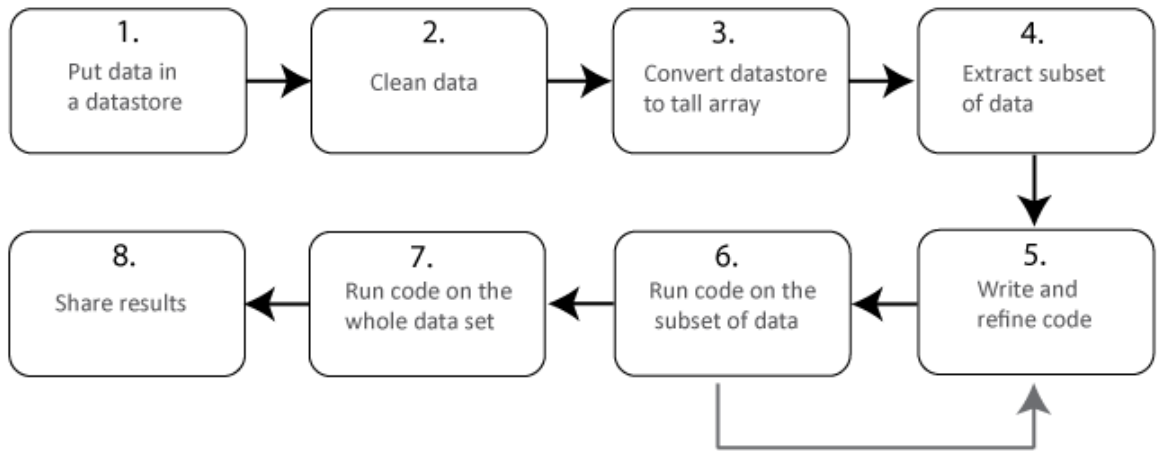 1.
Put data in
a datastore
2.
Clean data
3.
Convert datastore
to tall array
4.
Extract subset
of data
5.
Write and
refine code
6.
Run code on the
subset of data
7.
Run code on the
whole data set
8.
Share results